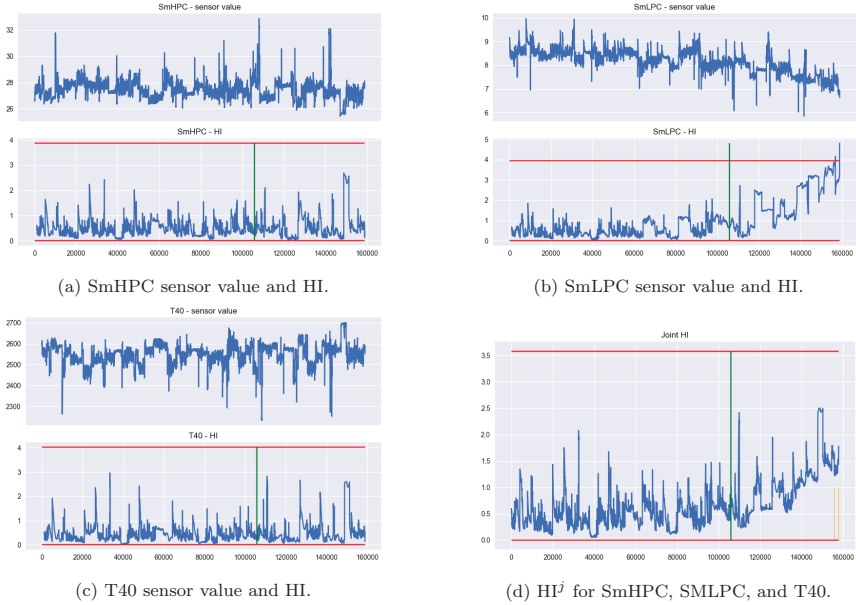 SmHPC - sensor value
32
30
28
26
SmHPC - HI
4
3
2
1
0
0 20000 40000 60000 80000 100000 120000 140000 160000
(a) SmHPC sensor value and HI.
SmLPC - sensor value
10
9
8
7
6
SmLPC - HI
5
4
3
2
1
0
0 20000 40000 60000 80000 100000 120000 140000 160000
(b) SmLPC sensor value and HI.
T40 - sensor value
2700
2600
2500
2400
2300
T40 - HI
4
3
2
1
0
0 20000 40000 60000 80000 100000 120000 140000 160000
(c) T40 sensor value and HI.
Joint HI
3.5
3.0
2.5
2.0
1.5
1.0
0.5
0.0
0 20000 40000 60000 80000 100000 120000 140000 160000
(d) HI^j for SmHPC, SMLPC, and T40.